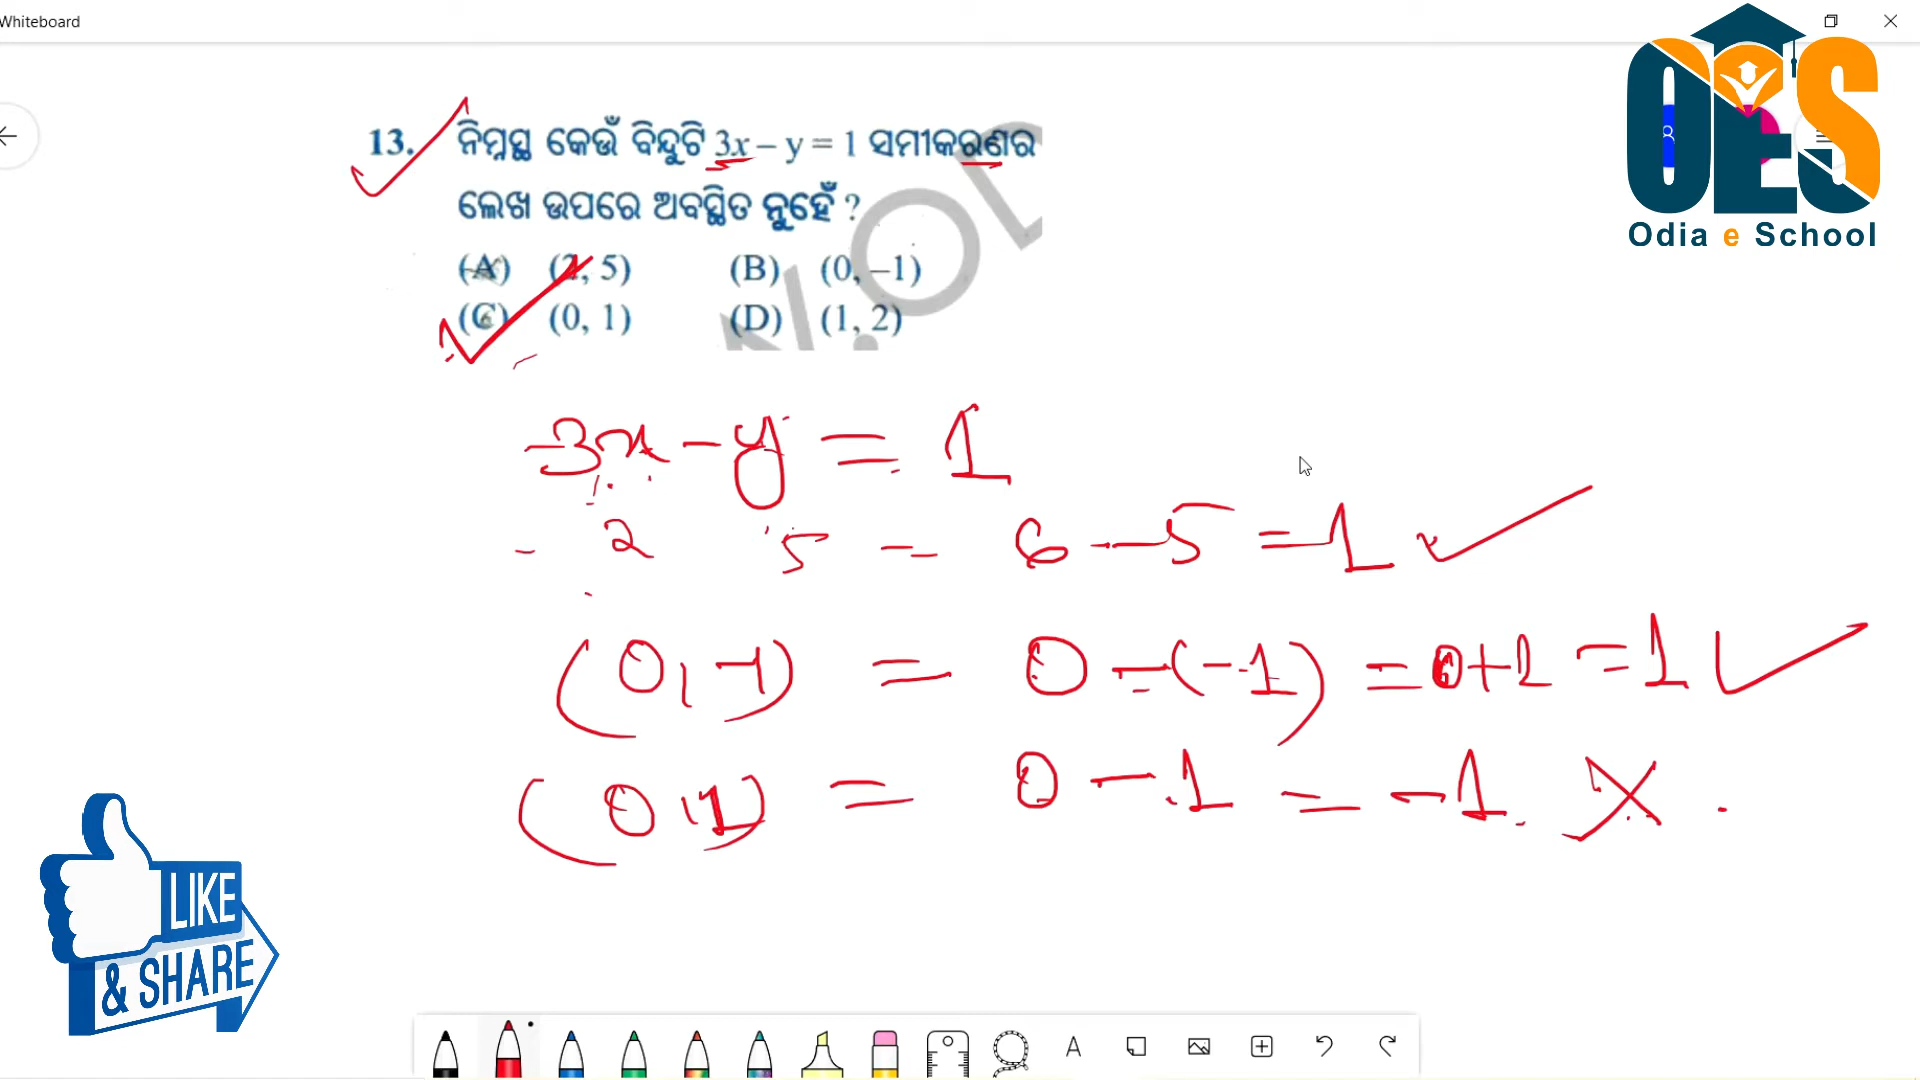 Whiteboard
OES
Odia e School
13. ନିମ୍ନସ୍ଥ କେଉଁ ବିନ୍ଦୁଟି 3x – y = 1 ସମୀକରଣର
ଲେଖ ଉପରେ ଅବସ୍ଥିତ ନୁହେଁ ?
(A) (2, 5) (B) (0, –1)
(C) (0, 1) (D) (1, 2)
3x - y = 1
2 5 = 6 - 5 = 1
(0, -1) = 0 - (-1) = 0 + 1 = 1
(0, 1) = 0 - 1 = -1
LIKE
& SHARE